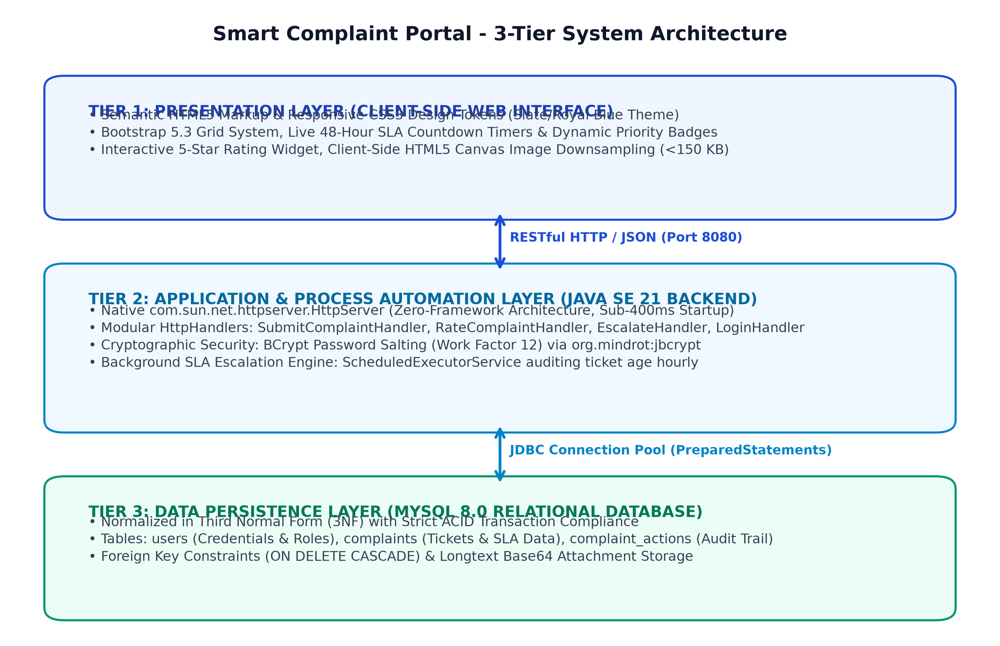 Smart Complaint Portal - 3-Tier System Architecture
TIER 1: PRESENTATION LAYER (CLIENT-SIDE WEB INTERFACE)
• Semantic HTML5 Markup & Responsive CSS3 Design Tokens (Slate/Royal Blue Theme)
• Bootstrap 5.3 Grid System, Live 48-Hour SLA Countdown Timers & Dynamic Priority Badges
• Interactive 5-Star Rating Widget, Client-Side HTML5 Canvas Image Downsampling (<150 KB)
RESTful HTTP / JSON (Port 8080)
TIER 2: APPLICATION & PROCESS AUTOMATION LAYER (JAVA SE 21 BACKEND)
• Native com.sun.net.httpserver.HttpServer (Zero-Framework Architecture, Sub-400ms Startup)
• Modular HttpHandlers: SubmitComplaintHandler, RateComplaintHandler, EscalateHandler, LoginHandler
• Cryptographic Security: BCrypt Password Salting (Work Factor 12) via org.mindrot:jbcrypt
• Background SLA Escalation Engine: ScheduledExecutorService auditing ticket age hourly
JDBC Connection Pool (PreparedStatements)
TIER 3: DATA PERSISTENCE LAYER (MYSQL 8.0 RELATIONAL DATABASE)
• Normalized in Third Normal Form (3NF) with Strict ACID Transaction Compliance
• Tables: users (Credentials & Roles), complaints (Tickets & SLA Data), complaint_actions (Audit Trail)
• Foreign Key Constraints (ON DELETE CASCADE) & Longtext Base64 Attachment Storage